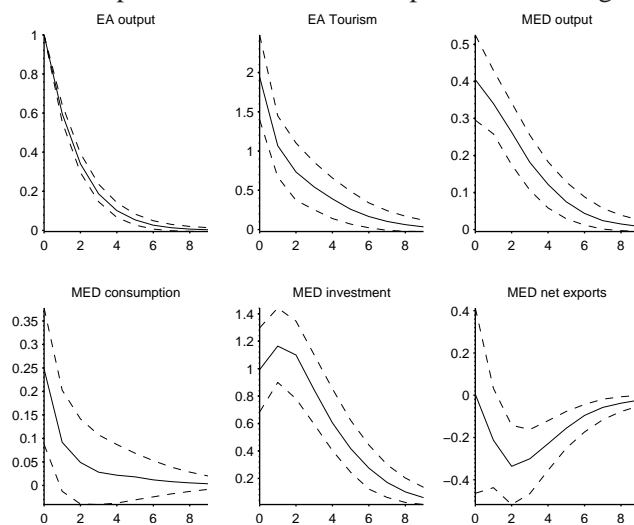 EA output EA Tourism MED output
1 0.8 0.6 0.4 0.2 0
2 1.5 1 0.5 0
0.5 0.4 0.3 0.2 0.1 0
0 2 4 6 8 0 2 4 6 8 0 2 4 6 8
MED consumption MED investment MED net exports
0.35 0.3 0.25 0.2 0.15 0.1 0.05 0
1.4 1.2 1 0.8 0.6 0.4 0.2
0.4 0.2 0 −0.2 −0.4
0 2 4 6 8 0 2 4 6 8 0 2 4 6 8